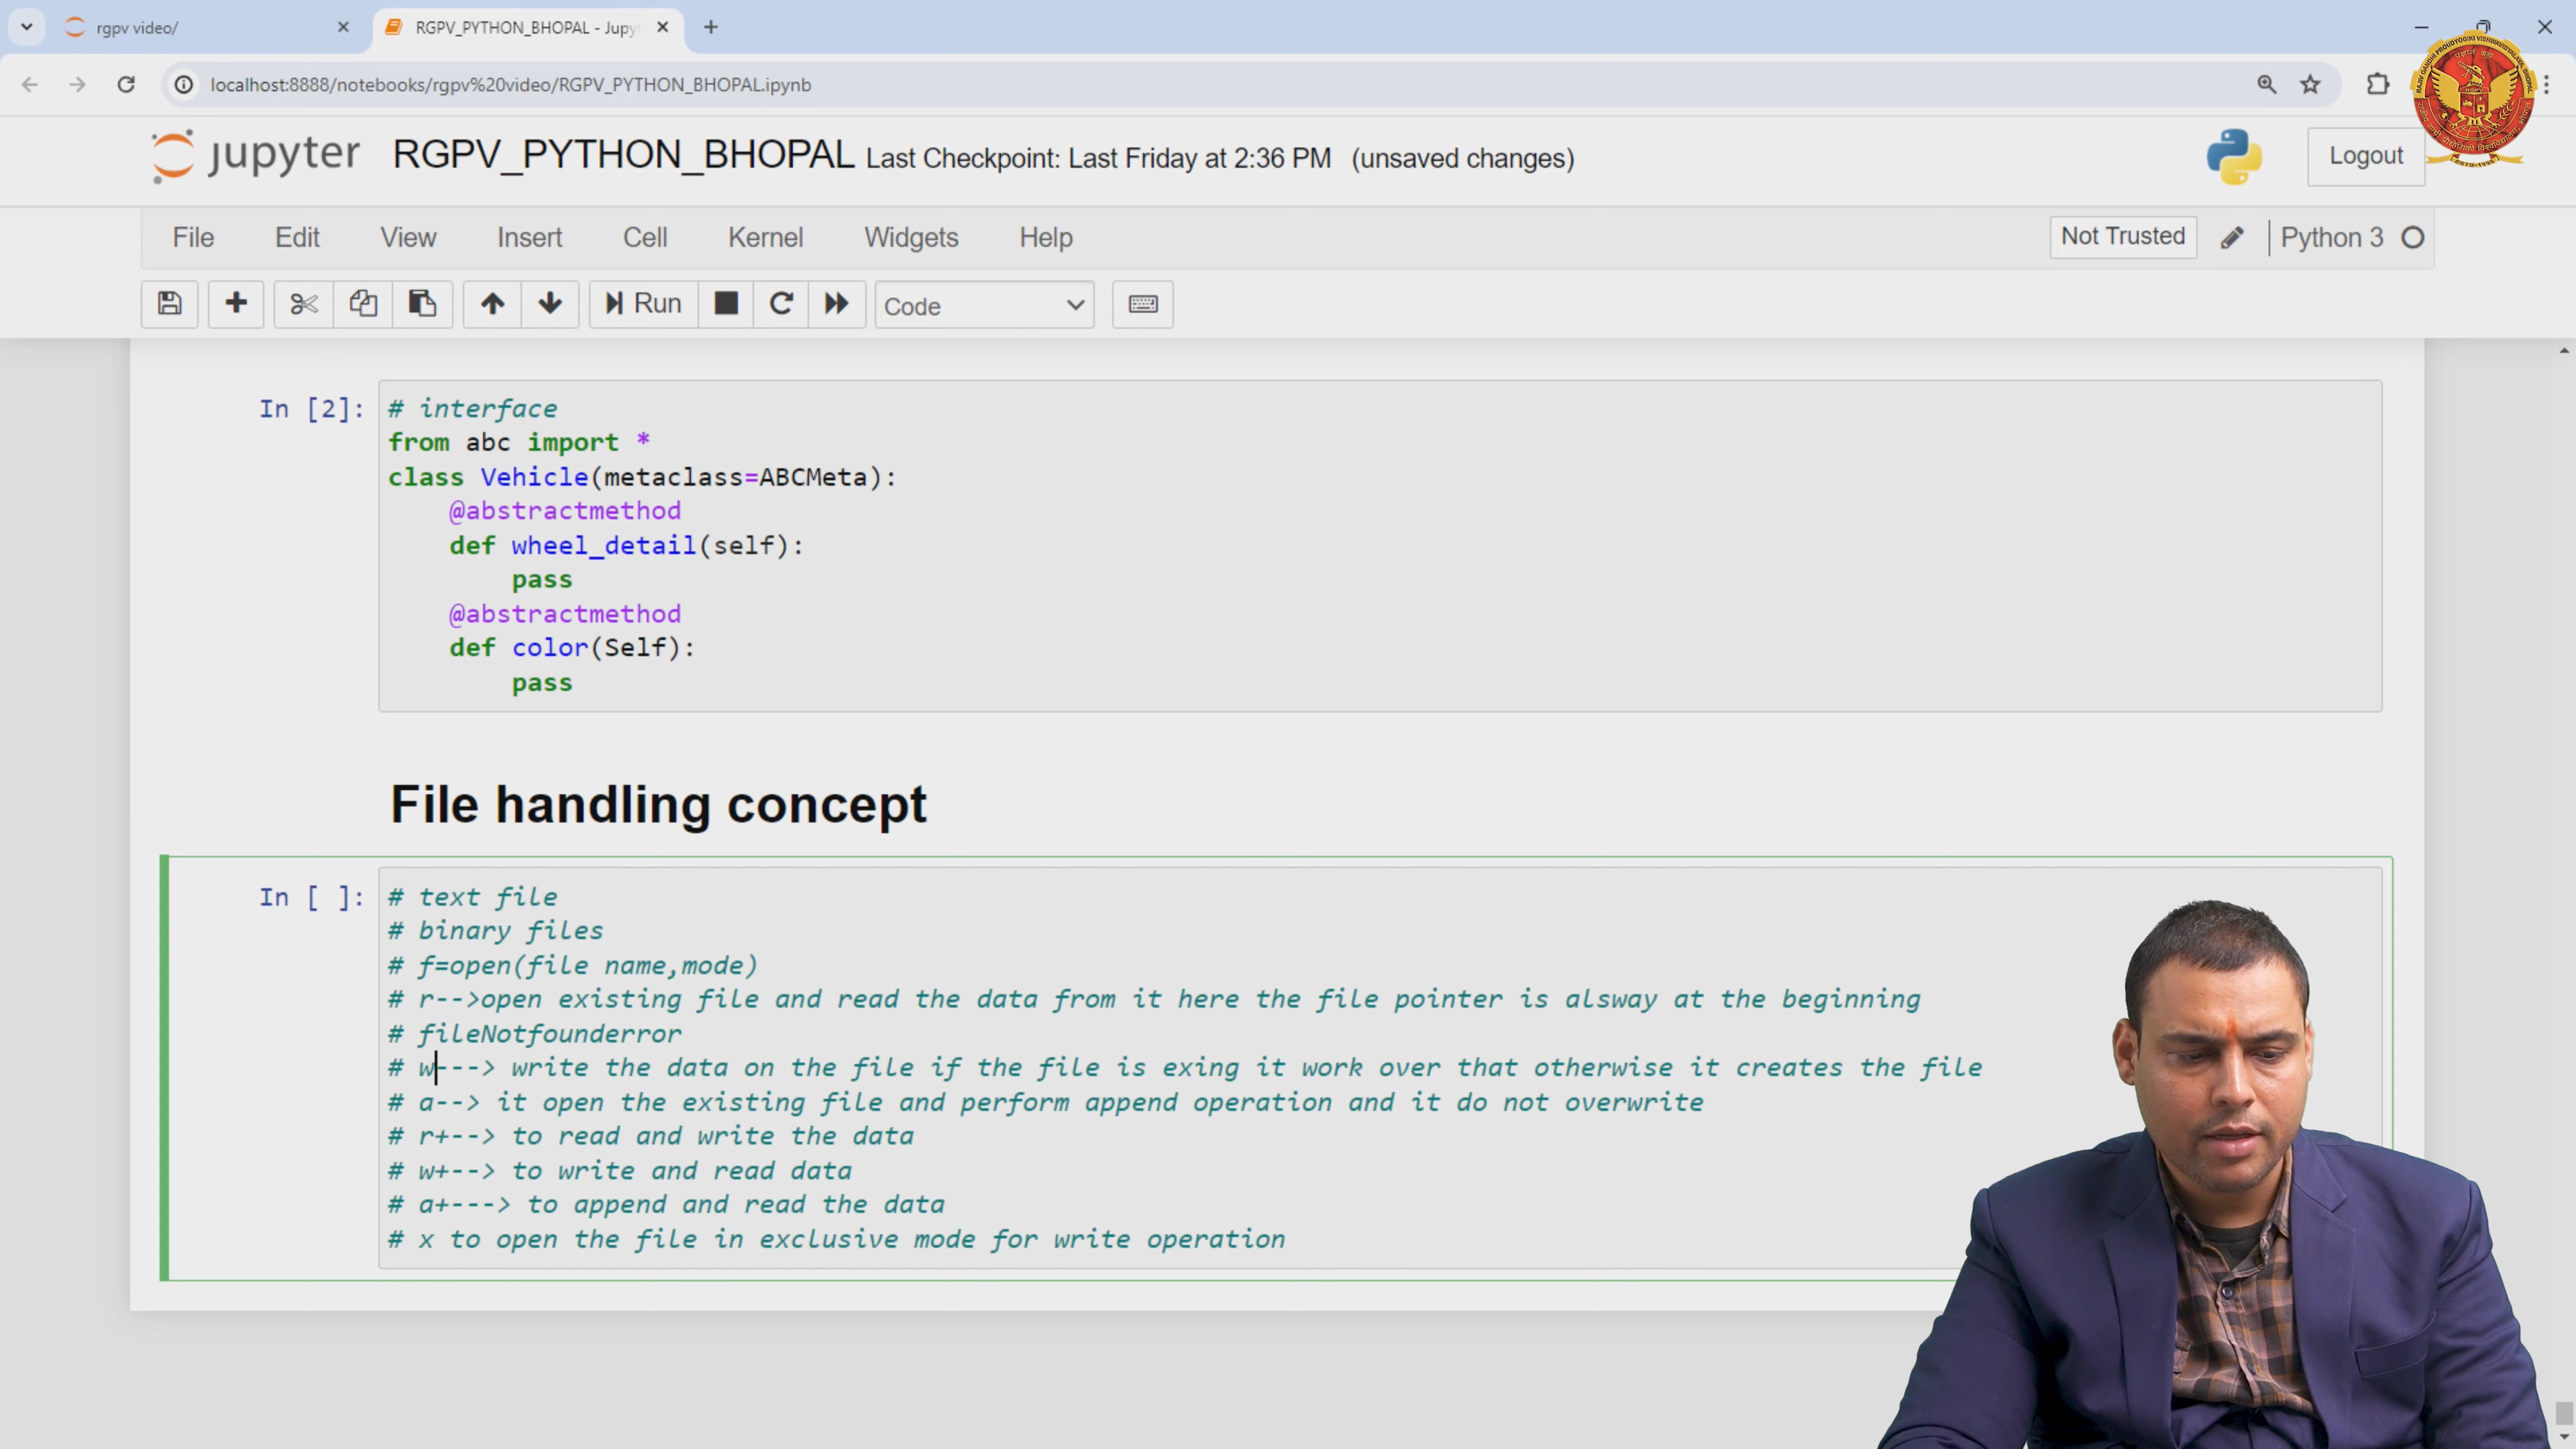 rgpv video/
RGPV_PYTHON_BHOPAL - Jupy
localhost:8888/notebooks/rgpv%20video/RGPV_PYTHON_BHOPAL.ipynb
jupyter RGPV_PYTHON_BHOPAL Last Checkpoint: Last Friday at 2:36 PM (unsaved changes)
Logout
File Edit View Insert Cell Kernel Widgets Help
Not Trusted
Python 3
Run
Code
In [2]: # interface
from abc import *
class Vehicle(metaclass=ABCMeta):
@abstractmethod
def wheel_detail(self):
pass
@abstractmethod
def color(Self):
pass
File handling concept
In [ ]: # text file
# binary files
# f=open(file name,mode)
# r-->open existing file and read the data from it here the file pointer is alsway at the beginning
# fileNotfounderror
# w---> write the data on the file if the file is exing it work over that otherwise it creates the file
# a--> it open the existing file and perform append operation and it do not overwrite
# r+--> to read and write the data
# w+--> to write and read data
# a+---> to append and read the data
# x to open the file in exclusive mode for write operation